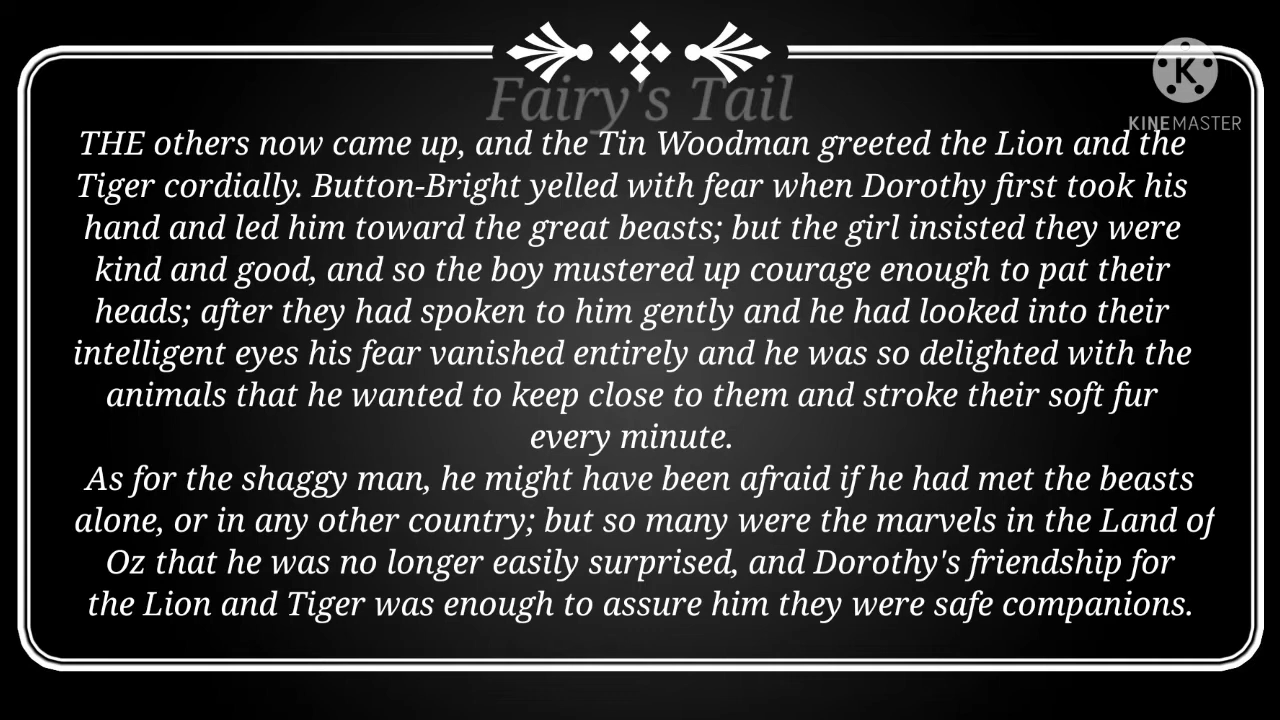 Fairy's Tail
KINEMASTER
THE others now came up, and the Tin Woodman greeted the Lion and the
Tiger cordially. Button-Bright yelled with fear when Dorothy first took his
hand and led him toward the great beasts; but the girl insisted they were
kind and good, and so the boy mustered up courage enough to pat their
heads; after they had spoken to him gently and he had looked into their
intelligent eyes his fear vanished entirely and he was so delighted with the
animals that he wanted to keep close to them and stroke their soft fur
every minute.
As for the shaggy man, he might have been afraid if he had met the beasts
alone, or in any other country; but so many were the marvels in the Land of
Oz that he was no longer easily surprised, and Dorothy's friendship for
the Lion and Tiger was enough to assure him they were safe companions.